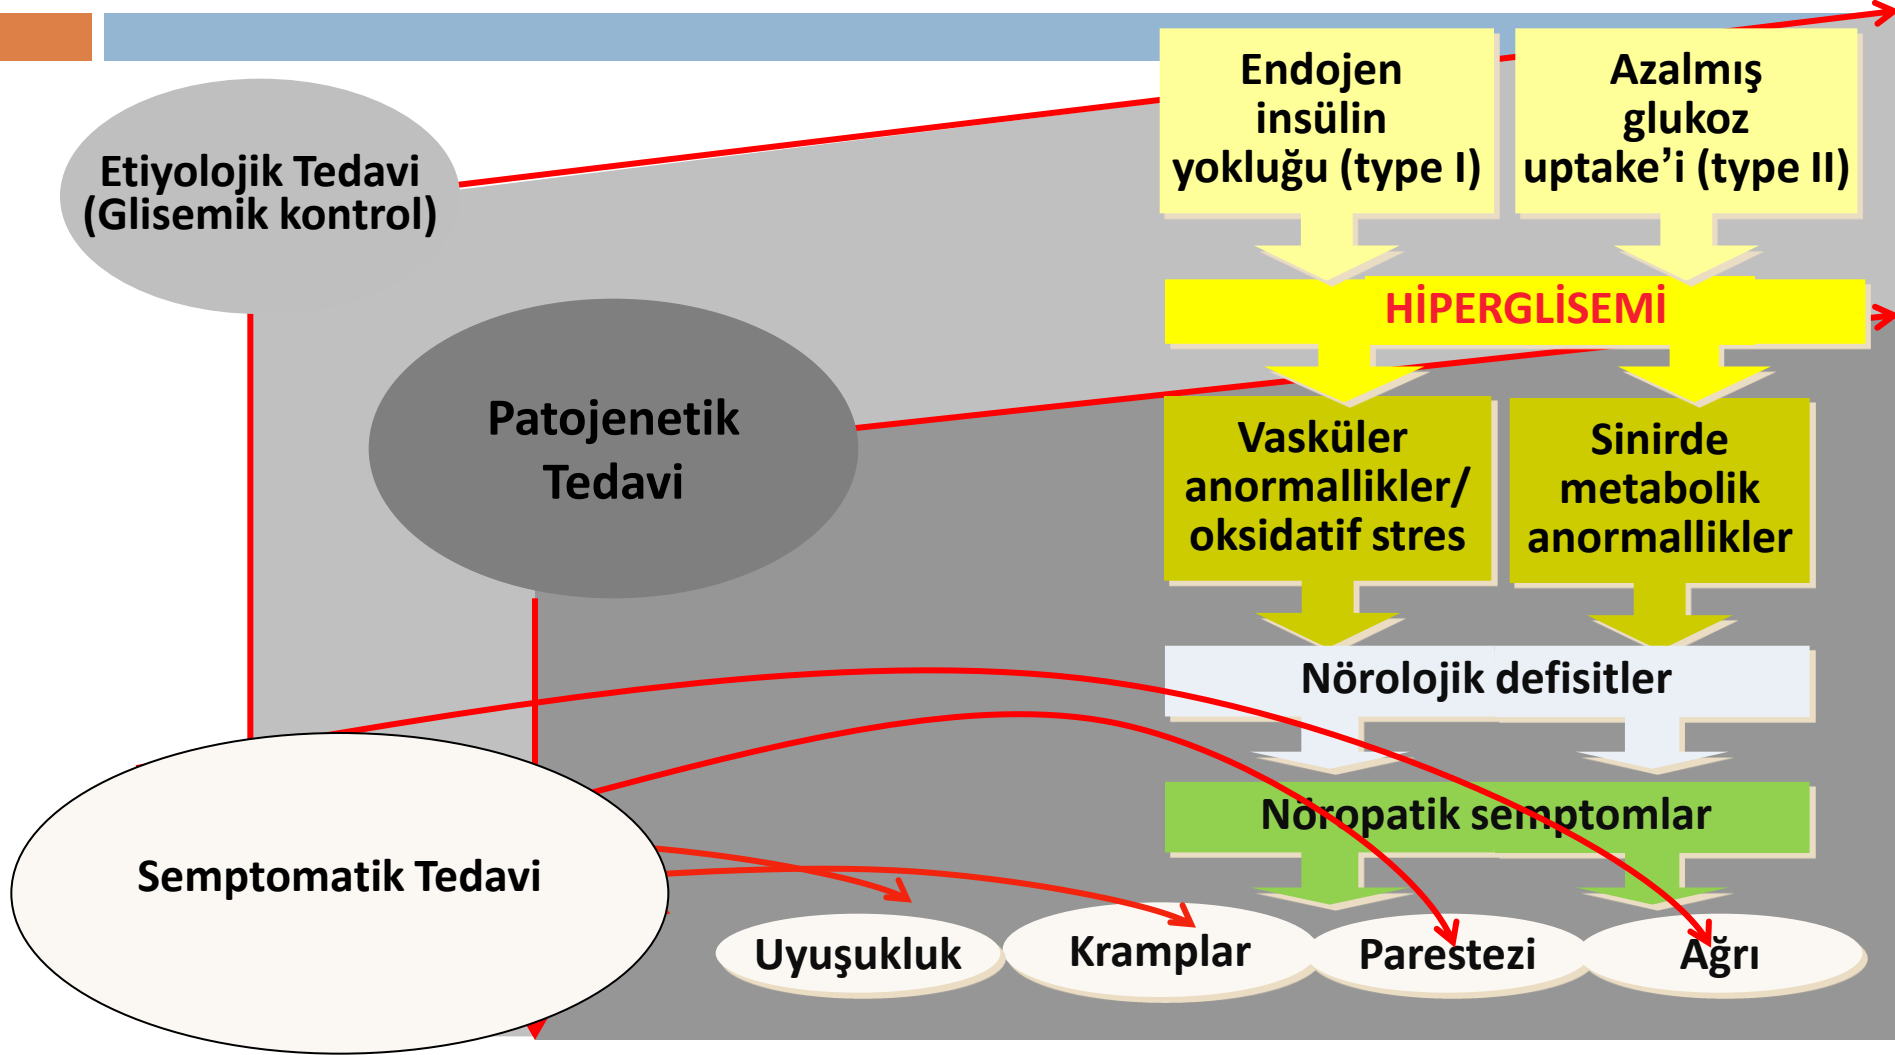 Etiyolojik Tedavi
(Glisemik kontrol)
Endojen
insülin
yokluğu (type I)
Azalmış
glukoz
uptake’i (type II)
HİPERGLİSEMİ
Patojenetik
Tedavi
Vasküler
anormallikler/
oksidatif stres
Sinirde
metabolik
anormallikler
Nörolojik defisitler
Nöropatik semptomlar
Semptomatik Tedavi
Uyuşukluk
Kramplar
Parestezi
Ağrı